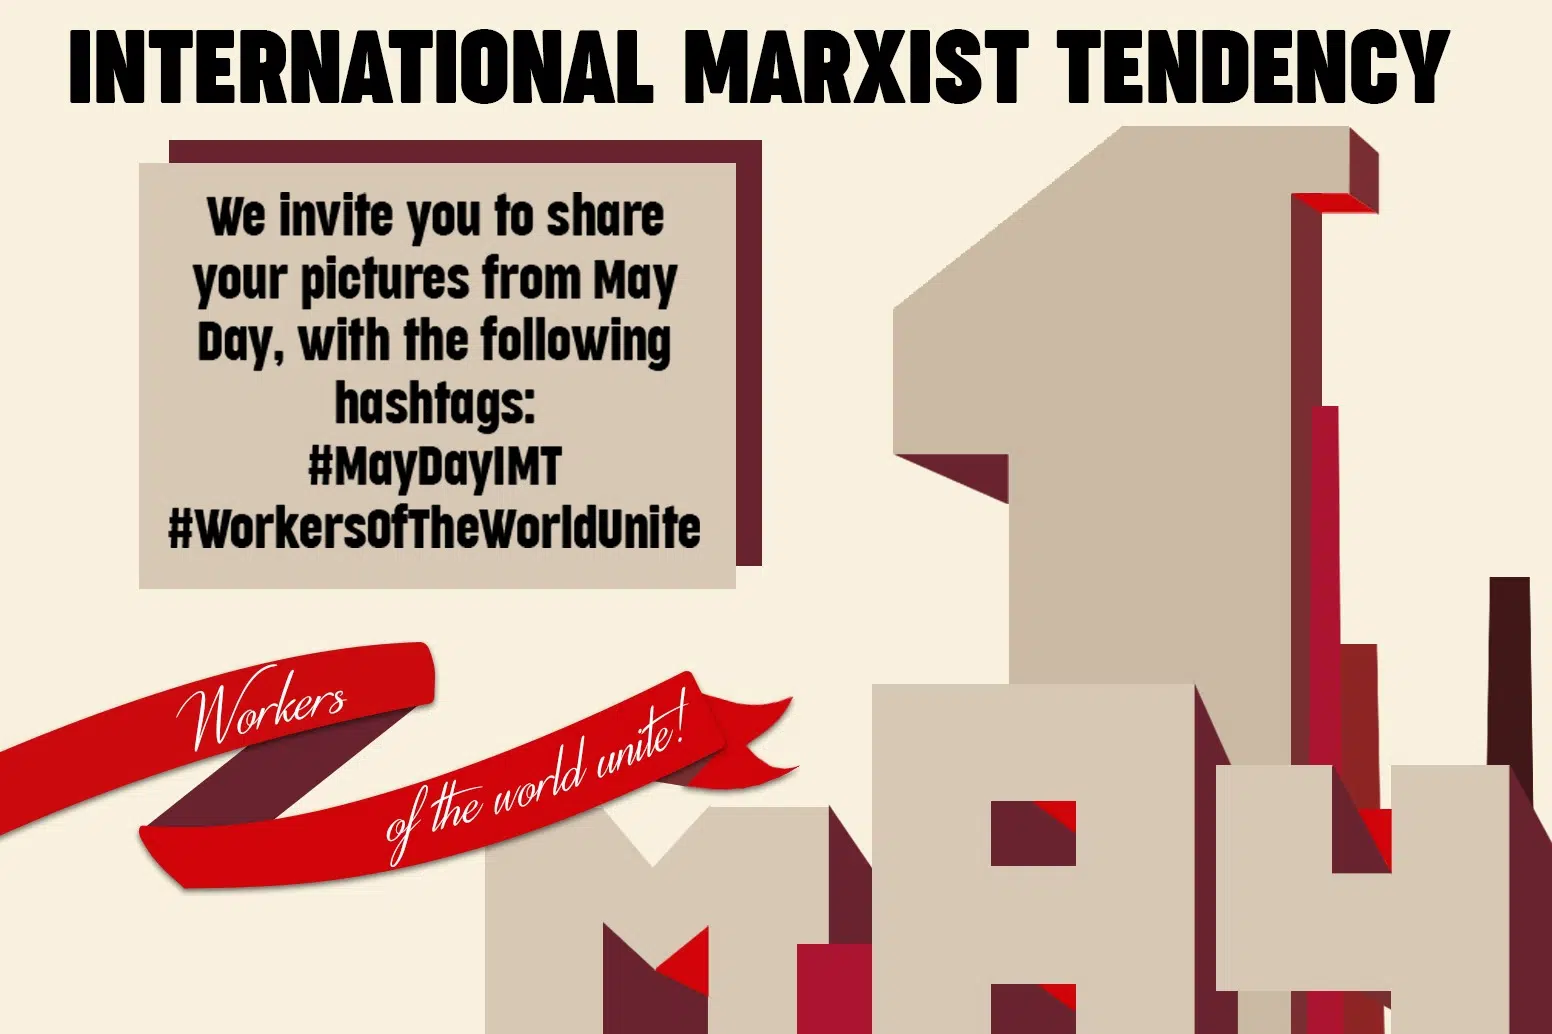 INTERNATIONAL MARXIST TENDENCY
We invite you to share
your pictures from May
Day, with the following
hashtags:
#MayDayIMT
#WorkersOfTheWorldUnite
Workers
of the world unite!
1
MAY